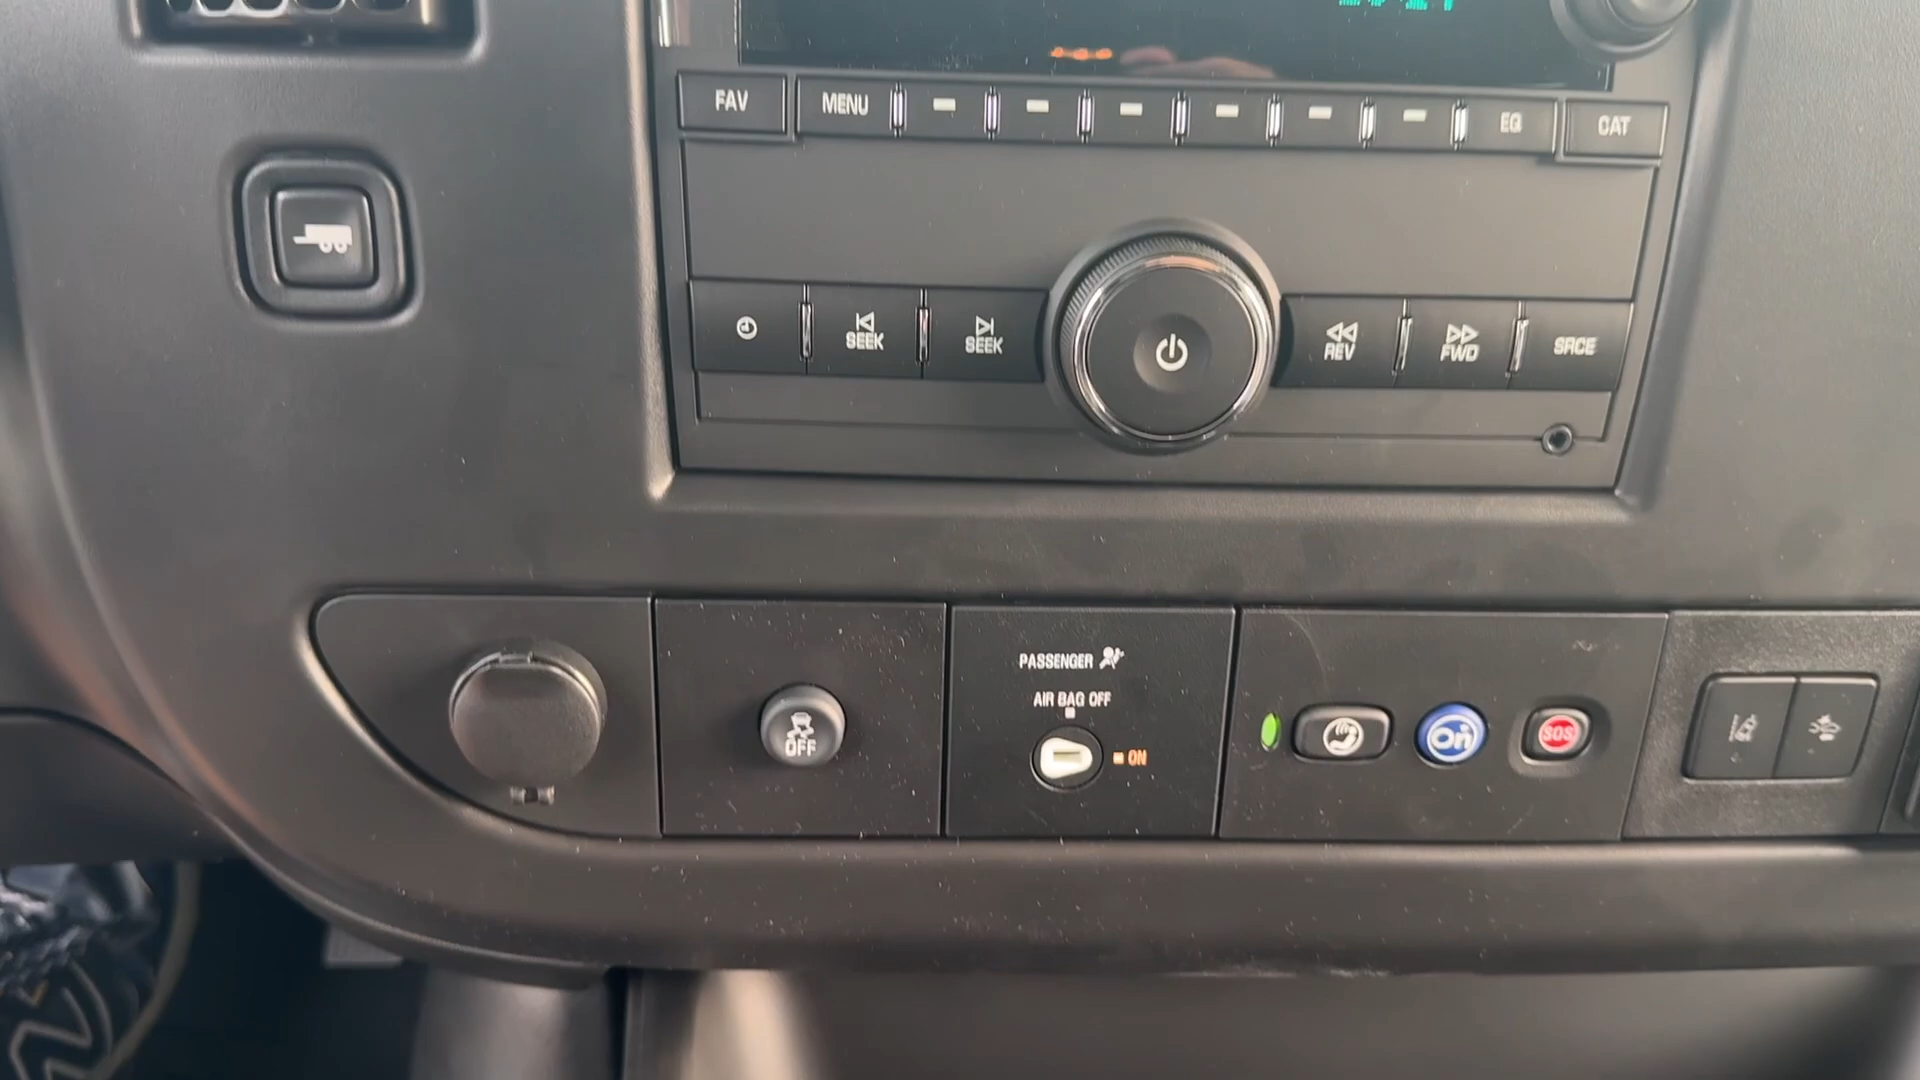 FAV
MENU
EQ
CAT
SEEK
SEEK
REV
FWD
SRCE
OFF
PASSENGER
AIR BAG OFF
ON
On
SOS